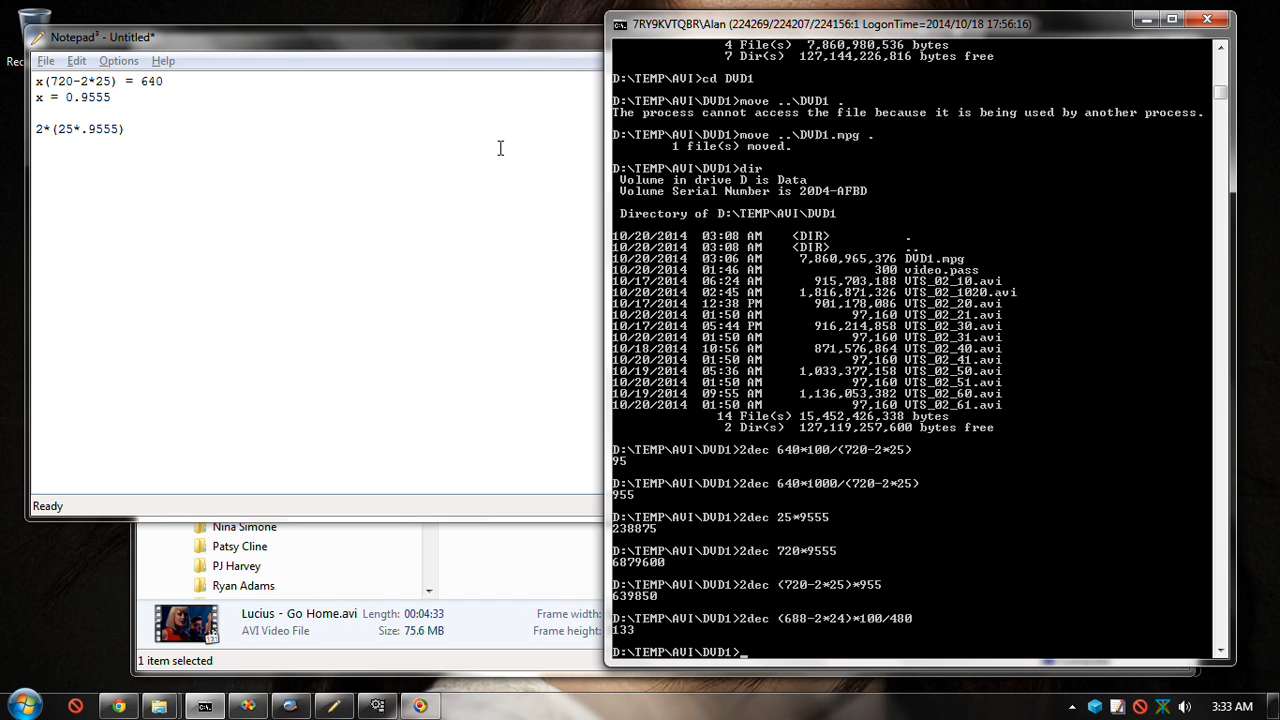 Rec
Notepad³ - Untitled*
File Edit Options Help
x(720-2*25) = 640
x = 0.9555
2*(25*.9555)
Ready
Nina Simone
Patsy Cline
PJ Harvey
Ryan Adams
Lucius - Go Home.avi Length: 00:04:33 Frame width:
AVI Video File Size: 75.6 MB Frame height:
1 item selected
7RY9KVTQBR\Alan (224269/224207/224156:1 LogonTime=2014/10/18 17:56:16)
4 File(s) 7,860,980,536 bytes
7 Dir(s) 127,144,226,816 bytes free
D:\TEMP\AVI>cd DVD1
D:\TEMP\AVI\DVD1>move ..\DVD1 .
The process cannot access the file because it is being used by another process.
D:\TEMP\AVI\DVD1>move ..\DVD1.mpg .
1 file(s) moved.
D:\TEMP\AVI\DVD1>dir
Volume in drive D is Data
Volume Serial Number is 20D4-AFBD
Directory of D:\TEMP\AVI\DVD1
10/20/2014 03:08 AM <DIR> .
10/20/2014 03:08 AM <DIR> ..
10/20/2014 03:06 AM 7,860,965,376 DVD1.mpg
10/20/2014 01:46 AM 300 video.pass
10/17/2014 06:24 AM 915,703,188 VTS_02_10.avi
10/20/2014 02:45 AM 1,816,871,326 VTS_02_1020.avi
10/17/2014 12:38 PM 901,178,086 VTS_02_20.avi
10/20/2014 01:50 AM 97,160 VTS_02_21.avi
10/17/2014 05:44 PM 916,214,858 VTS_02_30.avi
10/20/2014 01:50 AM 97,160 VTS_02_31.avi
10/18/2014 10:56 AM 871,576,864 VTS_02_40.avi
10/20/2014 01:50 AM 97,160 VTS_02_41.avi
10/19/2014 05:36 AM 1,033,377,158 VTS_02_50.avi
10/20/2014 01:50 AM 97,160 VTS_02_51.avi
10/19/2014 09:55 AM 1,136,053,382 VTS_02_60.avi
10/20/2014 01:50 AM 97,160 VTS_02_61.avi
14 File(s) 15,452,426,338 bytes
2 Dir(s) 127,119,257,600 bytes free
D:\TEMP\AVI\DVD1>2dec 640*100/(720-2*25)
95
D:\TEMP\AVI\DVD1>2dec 640*1000/(720-2*25)
955
D:\TEMP\AVI\DVD1>2dec 25*9555
238875
D:\TEMP\AVI\DVD1>2dec 720*9555
6879600
D:\TEMP\AVI\DVD1>2dec (720-2*25)*955
639850
D:\TEMP\AVI\DVD1>2dec (688-2*24)*100/480
133
D:\TEMP\AVI\DVD1>_
3:33 AM